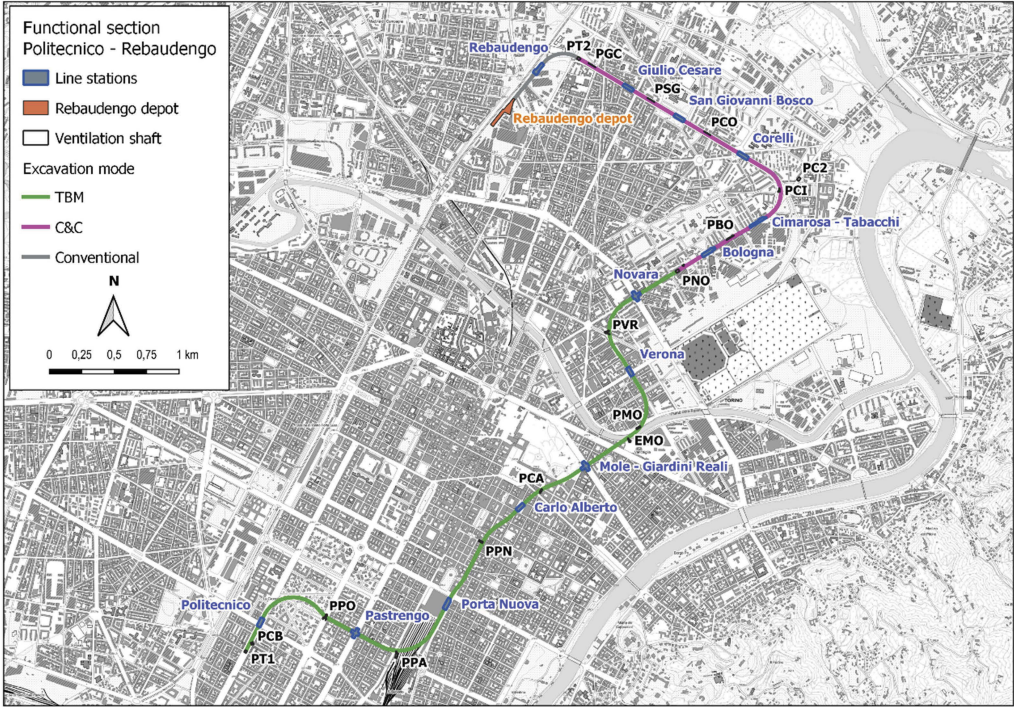 Functional section
Politecnico - Rebaudengo
Line stations
Rebaudengo depot
Ventilation shaft
Excavation mode
TBM
C&C
Conventional
N
0 0,25 0,5 0,75 1 km
Rebaudengo
PT2
PGC
Giulio Cesare
PSG
Rebaudengo depot
San Giovanni Bosco
PCO
Corelli
PC2
PCI
PBO
Cimarosa - Tabacchi
Bologna
Novara
PNO
PVR
Verona
TORINO
PMO
EMO
Mole - Giardini Reali
PCA
Carlo Alberto
PPN
Politecnico
PPO
Pastrengo
Porta Nuova
PCB
PT1
PPA